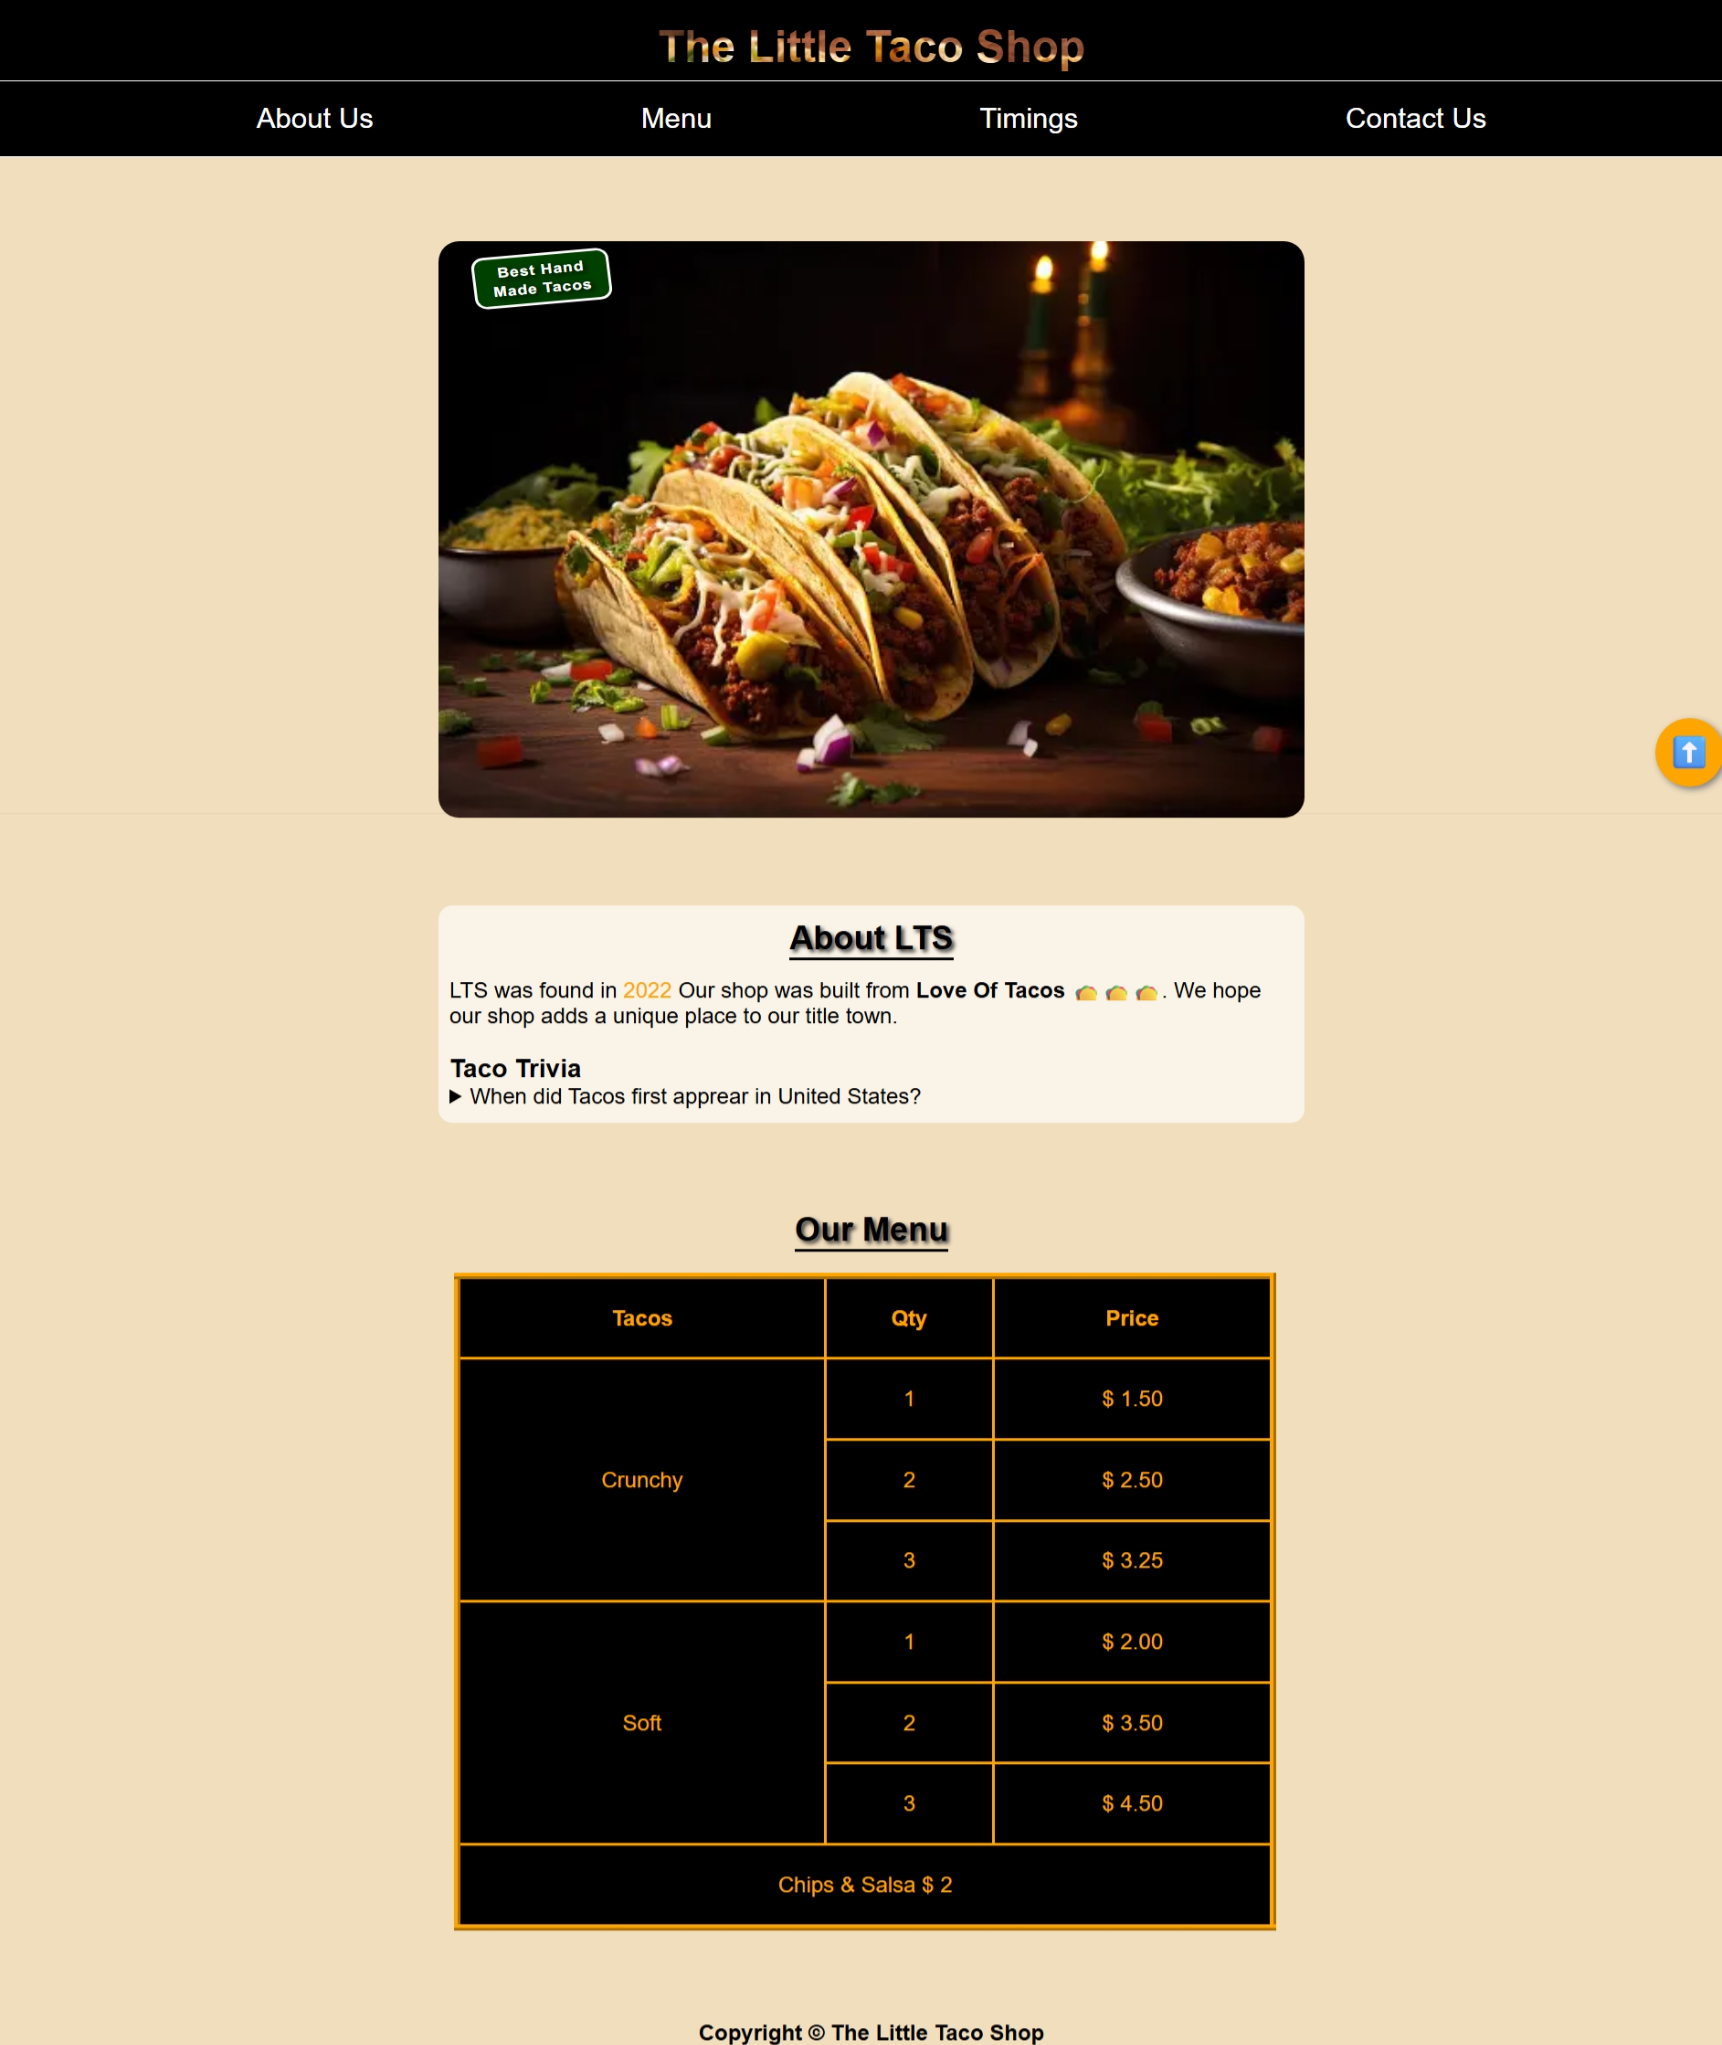 The Little Taco Shop
About Us
Menu
Timings
Contact Us
Best Hand
Made Tacos
About LTS
LTS was found in 2022 Our shop was built from Love Of Tacos 🌮 🌮 🌮. We hope
our shop adds a unique place to our title town.
Taco Trivia
When did Tacos first apprear in United States?
Our Menu
Tacos Qty Price
Crunchy
1 $ 1.50
2 $ 2.50
3 $ 3.25
Soft
1 $ 2.00
2 $ 3.50
3 $ 4.50
Chips & Salsa $ 2
Copyright © The Little Taco Shop